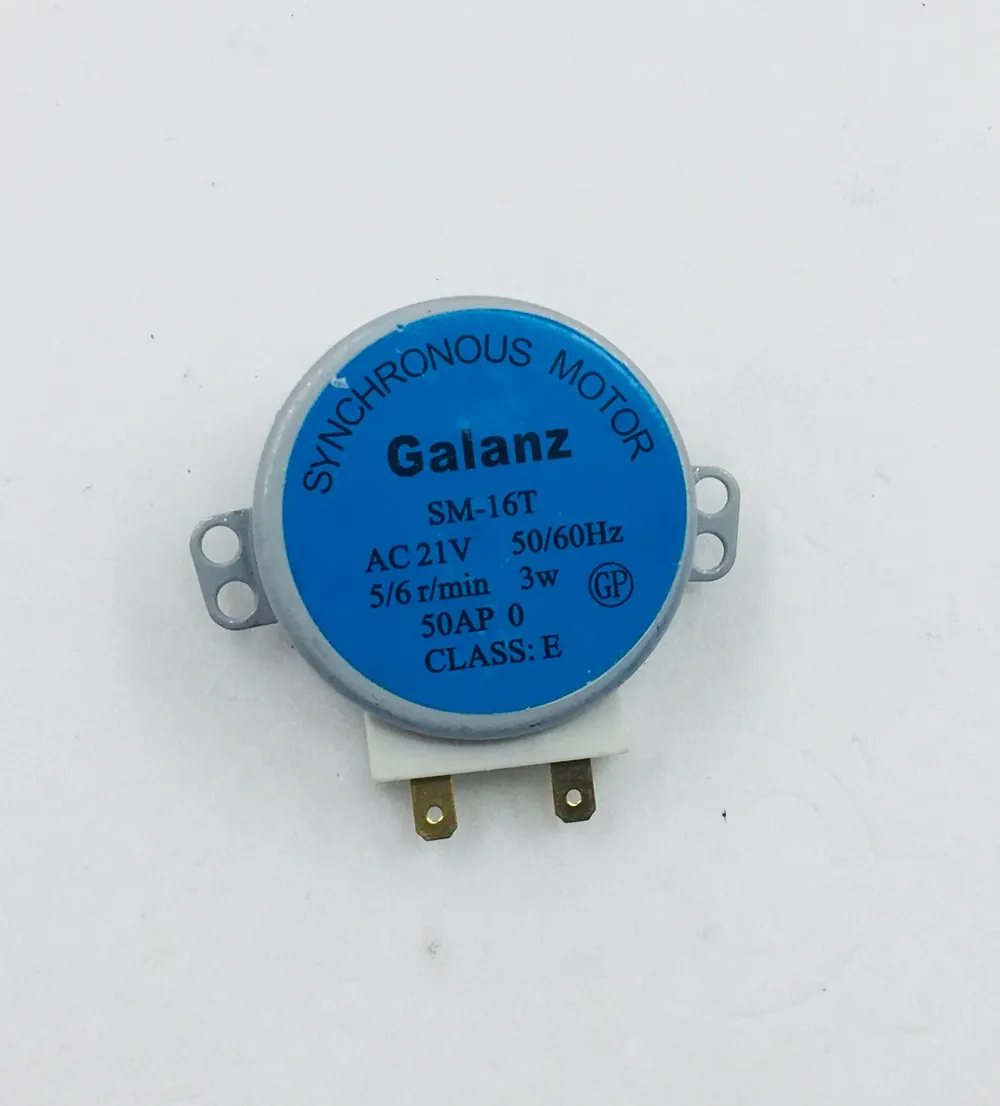 SYNCHRONOUS MOTOR
Galanz
SM-16T
AC 21V 50/60Hz
5/6 r/min 3w GP
50AP 0
CLASS: E